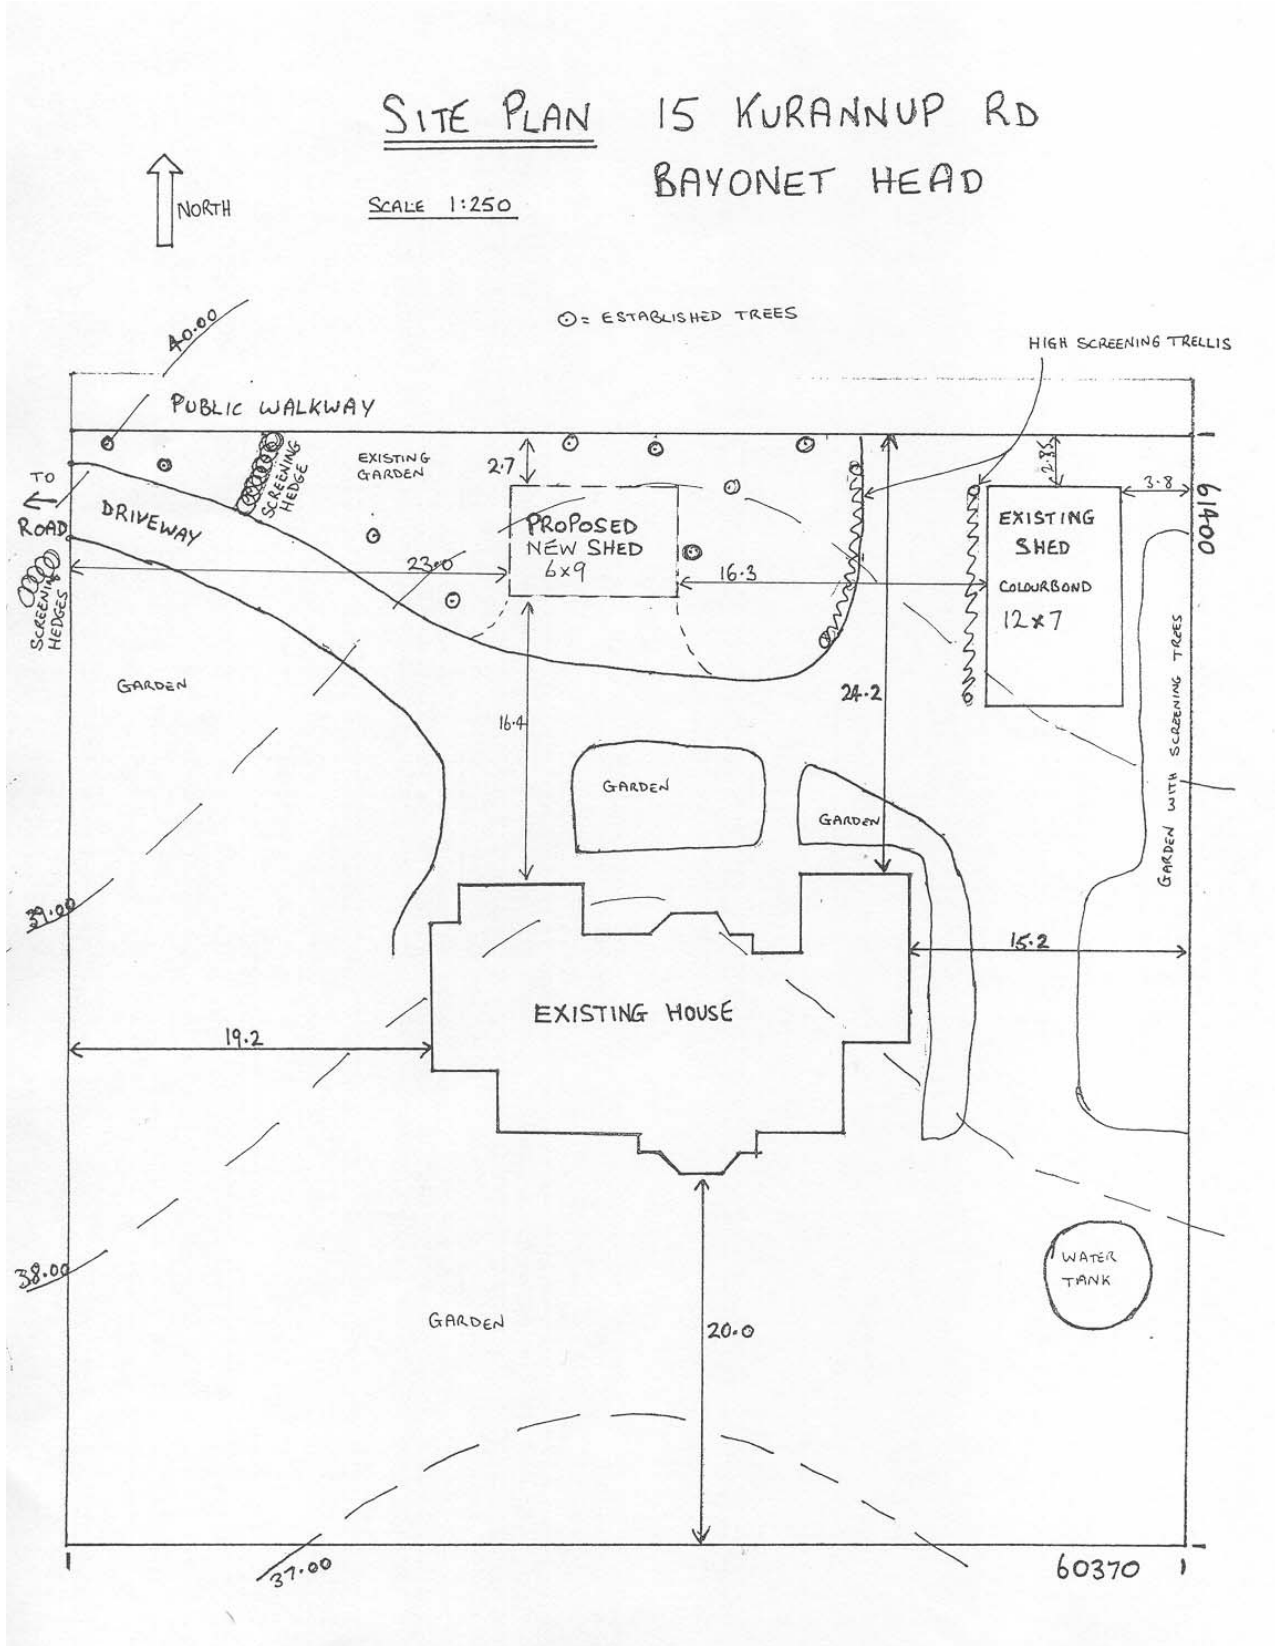 SITE PLAN 15 KURANNUP RD
BAYONET HEAD
NORTH
SCALE 1:250
⊙= ESTABLISHED TREES
40.00
HIGH SCREENING TRELLIS
PUBLIC WALKWAY
TO
ROAD
DRIVEWAY
SCREENING
HEDGE
EXISTING
GARDEN
2.7
2.85
3.8
61400
PROPOSED
NEW SHED
6x9
EXISTING
SHED
COLOURBOND
12x7
23.0
16.3
SCREENING
HEDGES
GARDEN
24.2
16.4
GARDEN
GARDEN
GARDEN WITH SCREENING TREES
39.00
15.2
EXISTING HOUSE
19.2
38.00
WATER
TANK
GARDEN
20.0
37.00
60370